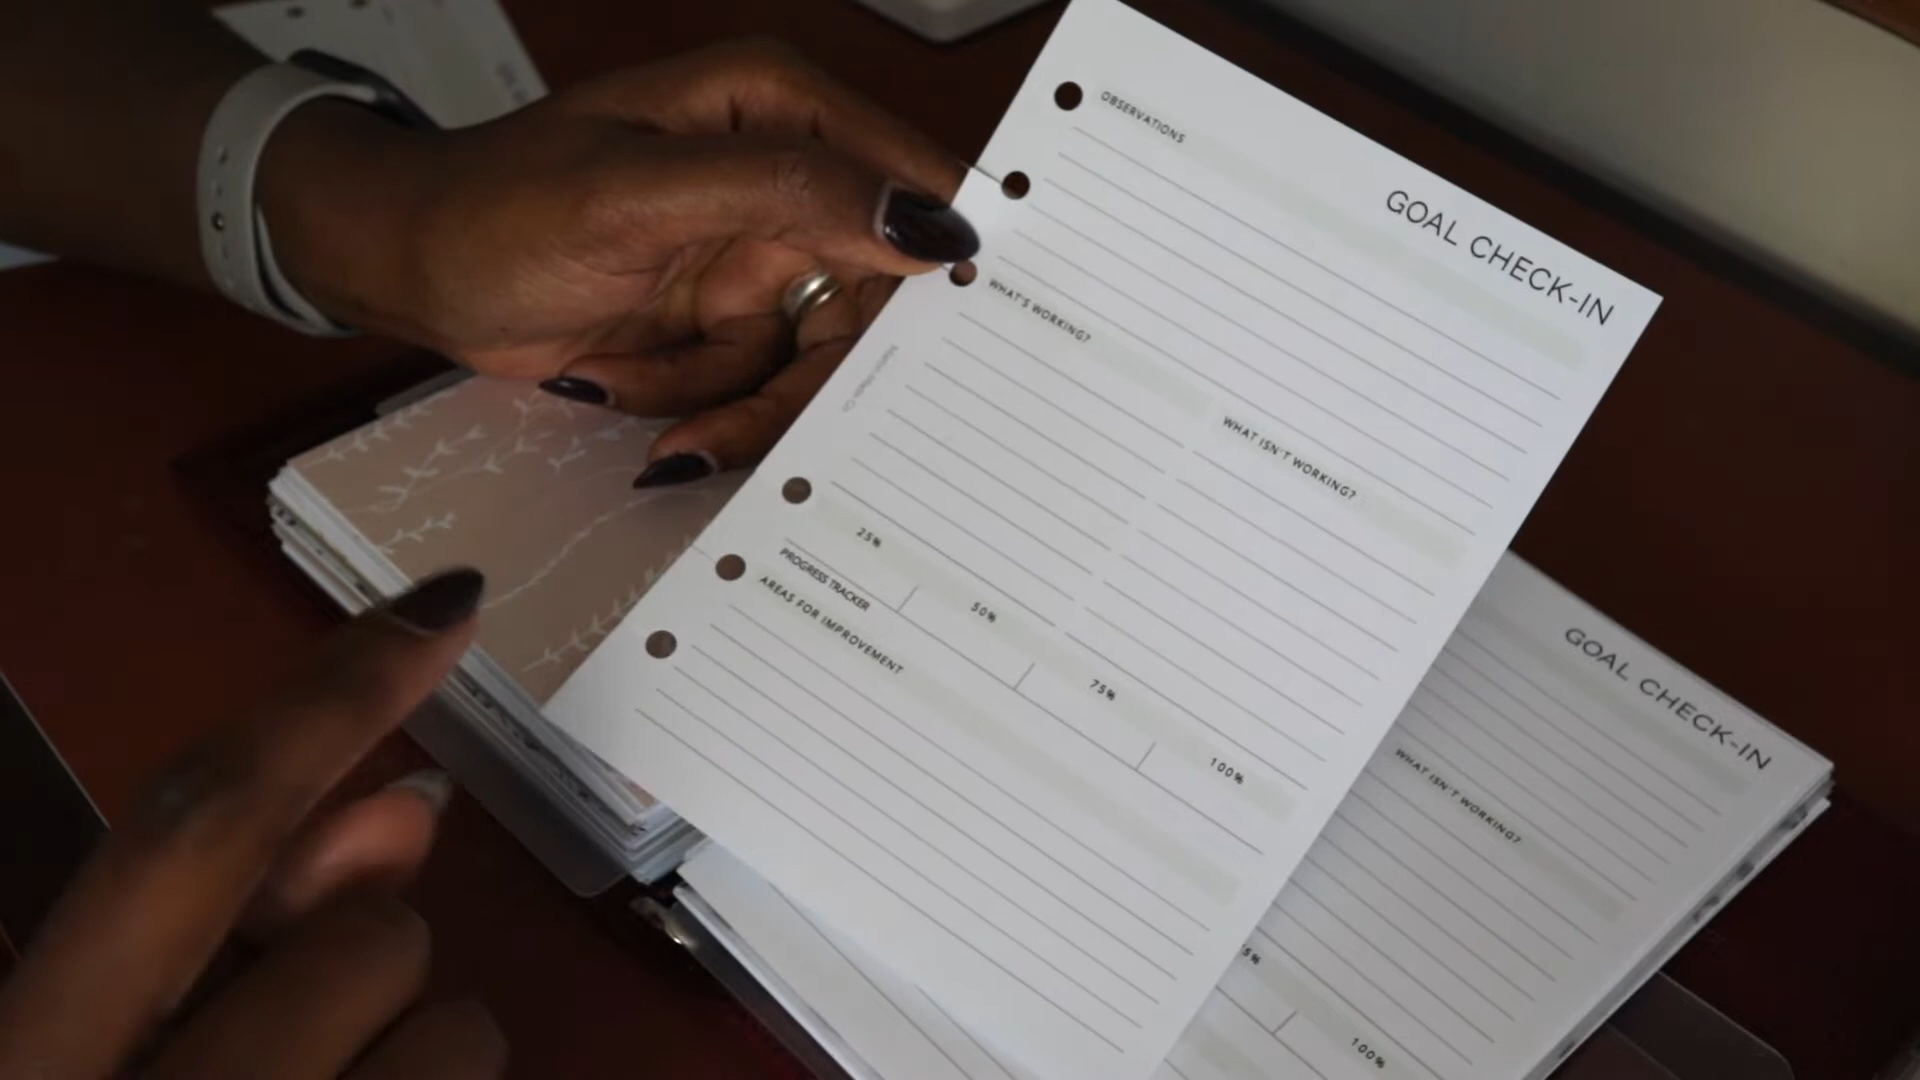 GOAL CHECK-IN
OBSERVATIONS
WHAT'S WORKING?
WHAT ISN'T WORKING?
25%
50%
75%
100%
PROGRESS TRACKER
AREAS FOR IMPROVEMENT
GOAL CHECK-IN
WHAT ISN'T WORKING?
5%
100%